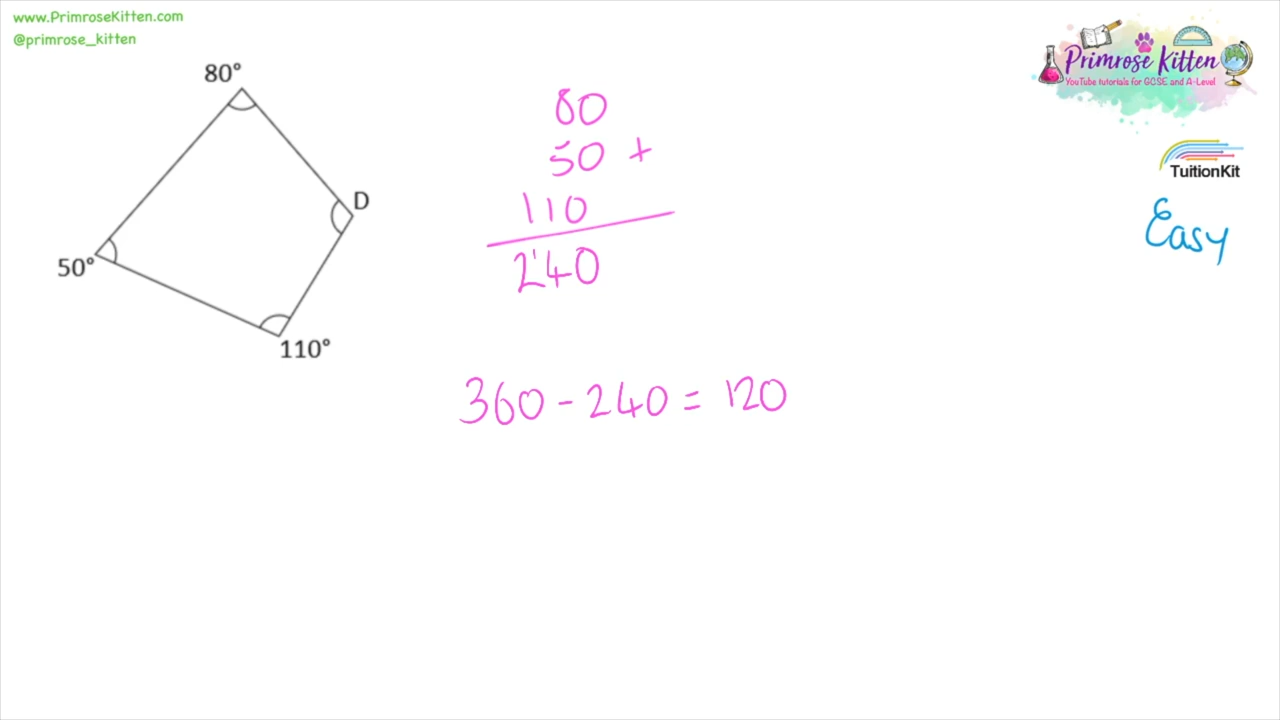 www.PrimroseKitten.com
@primrose_kitten
Primrose Kitten
YouTube tutorials for GCSE and A-Level
TuitionKit
Easy
80°
D
50°
110°
80
50 +
110
240
360 - 240 = 120